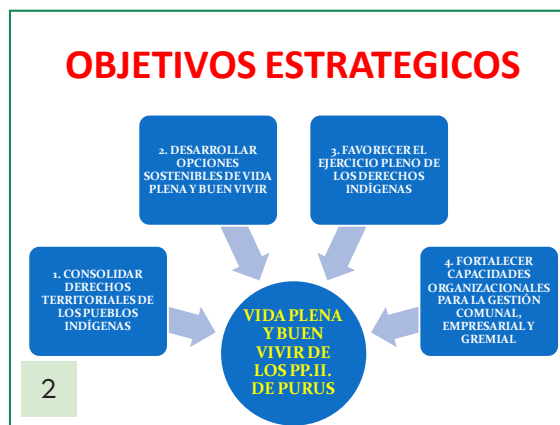 OBJETIVOS ESTRATEGICOS
2. DESARROLLAR
OPCIONES
SOSTENIBLES DE VIDA
PLENA Y BUEN VIVIR
3. FAVORECER EL
EJERCICIO PLENO DE
LOS DERECHOS
INDÍGENAS
1. CONSOLIDAR
DERECHOS
TERRITORIALES DE
LOS PUEBLOS
INDÍGENAS
4. FORTALECER
CAPACIDADES
ORGANIZACIONALES
PARA LA GESTIÓN
COMUNAL,
EMPRESARIAL Y
GREMIAL
VIDA PLENA
Y BUEN
VIVIR DE
LOS PP.II.
DE PURUS
2